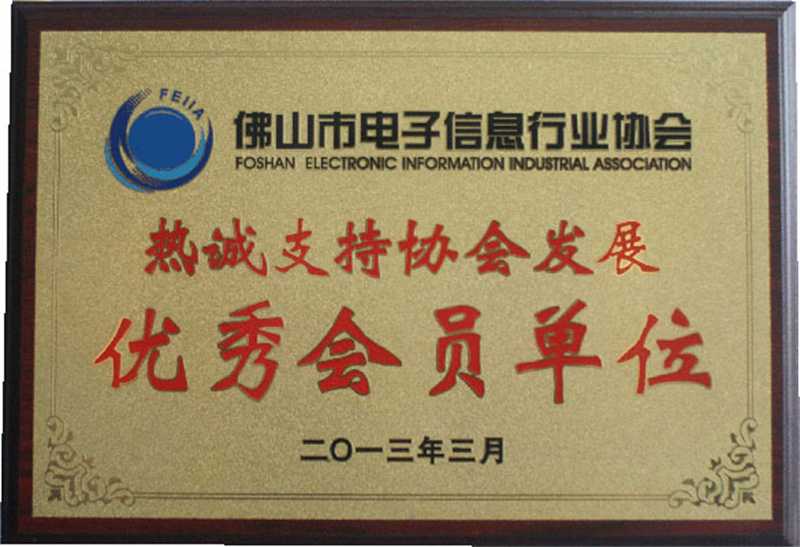 FEIIA
佛山市电子信息行业协会
FOSHAN ELECTRONIC INFORMATION INDUSTRIAL ASSOCIATION
热诚支持协会发展
优秀会员单位
二〇一三年三月